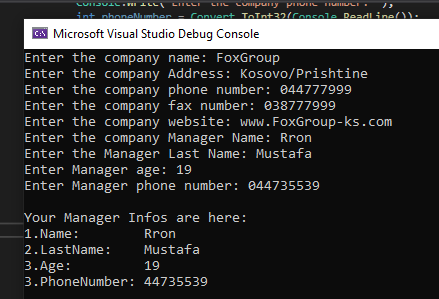 Console.Write("Enter the company phone number: ");
int phoneNumber = Convert.ToInt32(Console.ReadLine());
Microsoft Visual Studio Debug Console
Enter the company name: FoxGroup
Enter the company Address: Kosovo/Prishtine
Enter the company phone number: 044777999
Enter the company fax number: 038777999
Enter the company website: www.FoxGroup-ks.com
Enter the company Manager Name: Rron
Enter the Manager Last Name: Mustafa
Enter Manager age: 19
Enter Manager phone number: 044735539
Your Manager Infos are here:
1.Name: Rron
2.LastName: Mustafa
3.Age: 19
3.PhoneNumber: 44735539